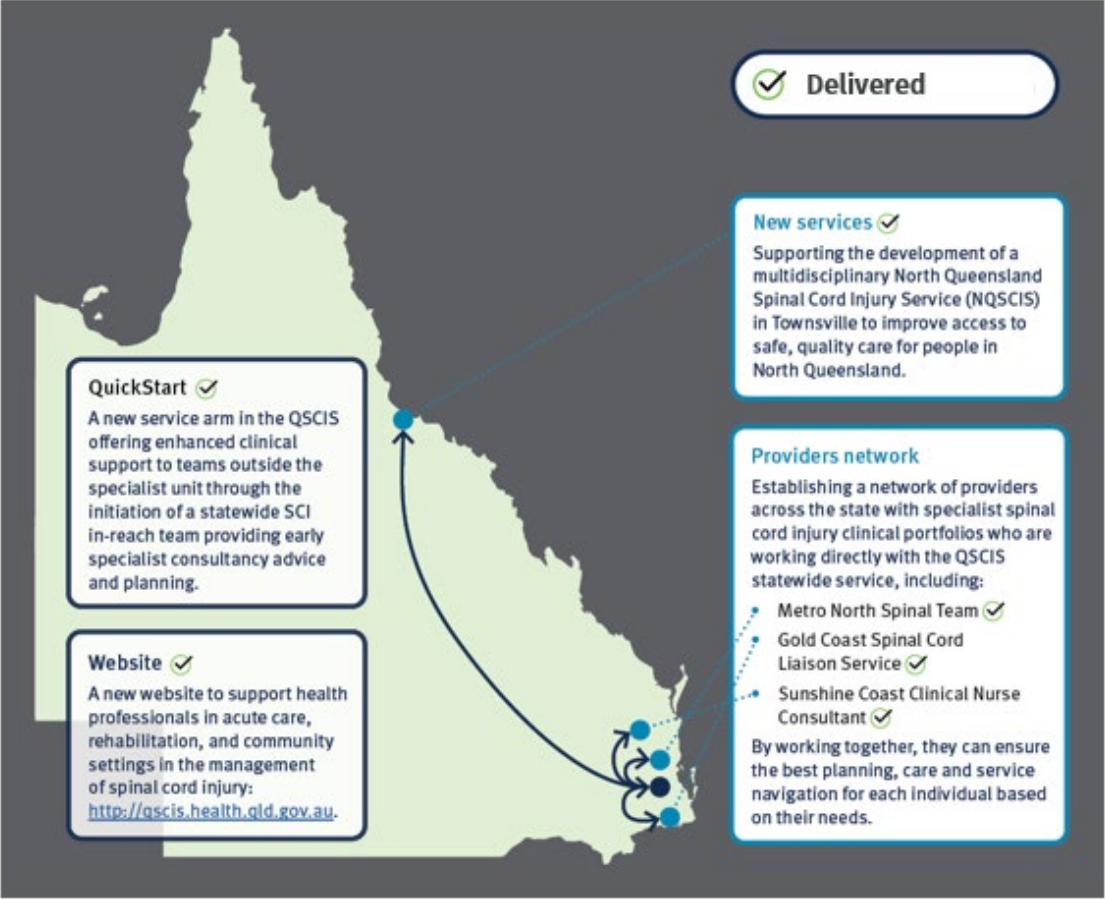 Delivered
New services
Supporting the development of a
multidisciplinary North Queensland
Spinal Cord Injury Service (NQSCIS)
in Townsville to improve access to
safe, quality care for people in
North Queensland.
QuickStart
A new service arm in the QSCIS
offering enhanced clinical
support to teams outside the
specialist unit through the
initiation of a statewide SCI
in-reach team providing early
specialist consultancy advice
and planning.
Website
A new website to support health
professionals in acute care,
rehabilitation, and community
settings in the management
of spinal cord injury:
http://qscis.health.qld.gov.au.
Providers network
Establishing a network of providers
across the state with specialist spinal
cord injury clinical portfolios who are
working directly with the QSCIS
statewide service, including:
Metro North Spinal Team
Gold Coast Spinal Cord
Liaison Service
Sunshine Coast Clinical Nurse
Consultant
By working together, they can ensure
the best planning, care and service
navigation for each individual based
on their needs.